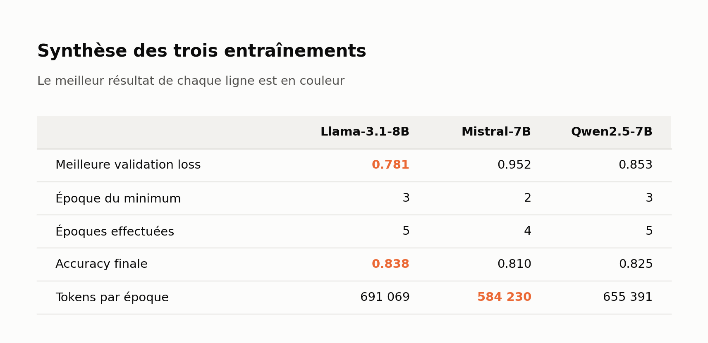 Synthèse des trois entraînements
Le meilleur résultat de chaque ligne est en couleur
Llama-3.1-8B Mistral-7B Qwen2.5-7B
Meilleure validation loss 0.781 0.952 0.853
Époque du minimum 3 2 3
Époques effectuées 5 4 5
Accuracy finale 0.838 0.810 0.825
Tokens par époque 691 069 584 230 655 391